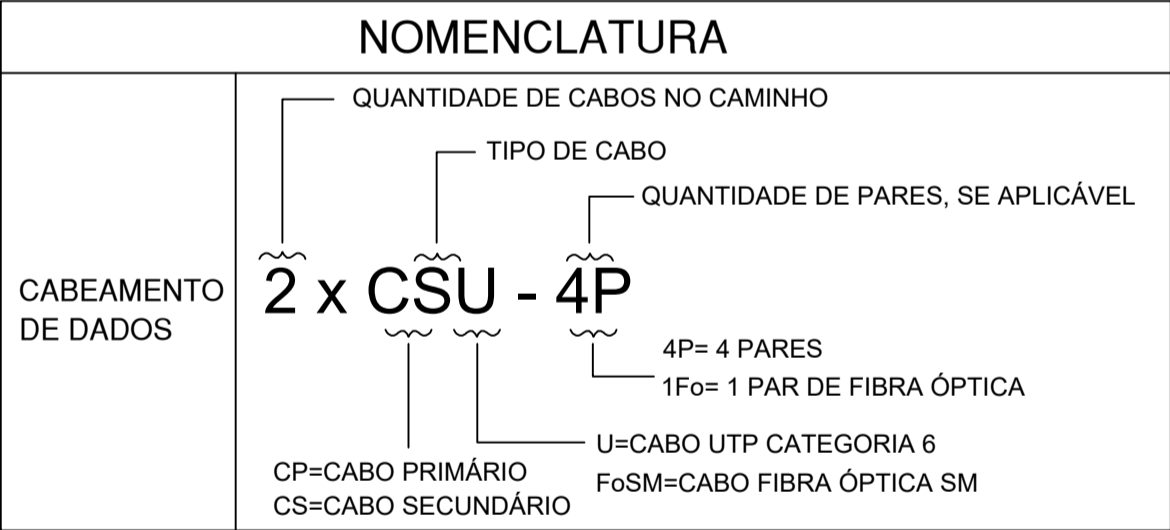 NOMENCLATURA
QUANTIDADE DE CABOS NO CAMINHO
TIPO DE CABO
QUANTIDADE DE PARES, SE APLICÁVEL
CABEAMENTO
DE DADOS
2 x CSU - 4P
4P= 4 PARES
1Fo= 1 PAR DE FIBRA ÓPTICA
U=CABO UTP CATEGORIA 6
FoSM=CABO FIBRA ÓPTICA SM
CP=CABO PRIMÁRIO
CS=CABO SECUNDÁRIO